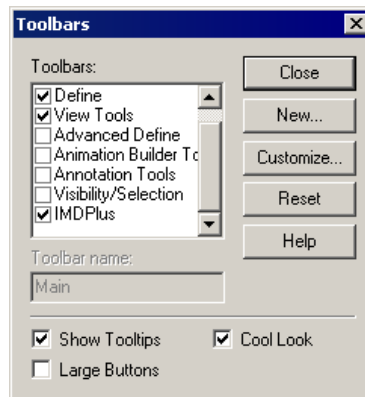 Toolbars
Toolbars:
Close
Define
View Tools
New...
Advanced Define
Animation Builder To
Customize...
Annotation Tools
Visibility/Selection
Reset
IMDPlus
Help
Toolbar name:
Main
Show Tooltips
Cool Look
Large Buttons